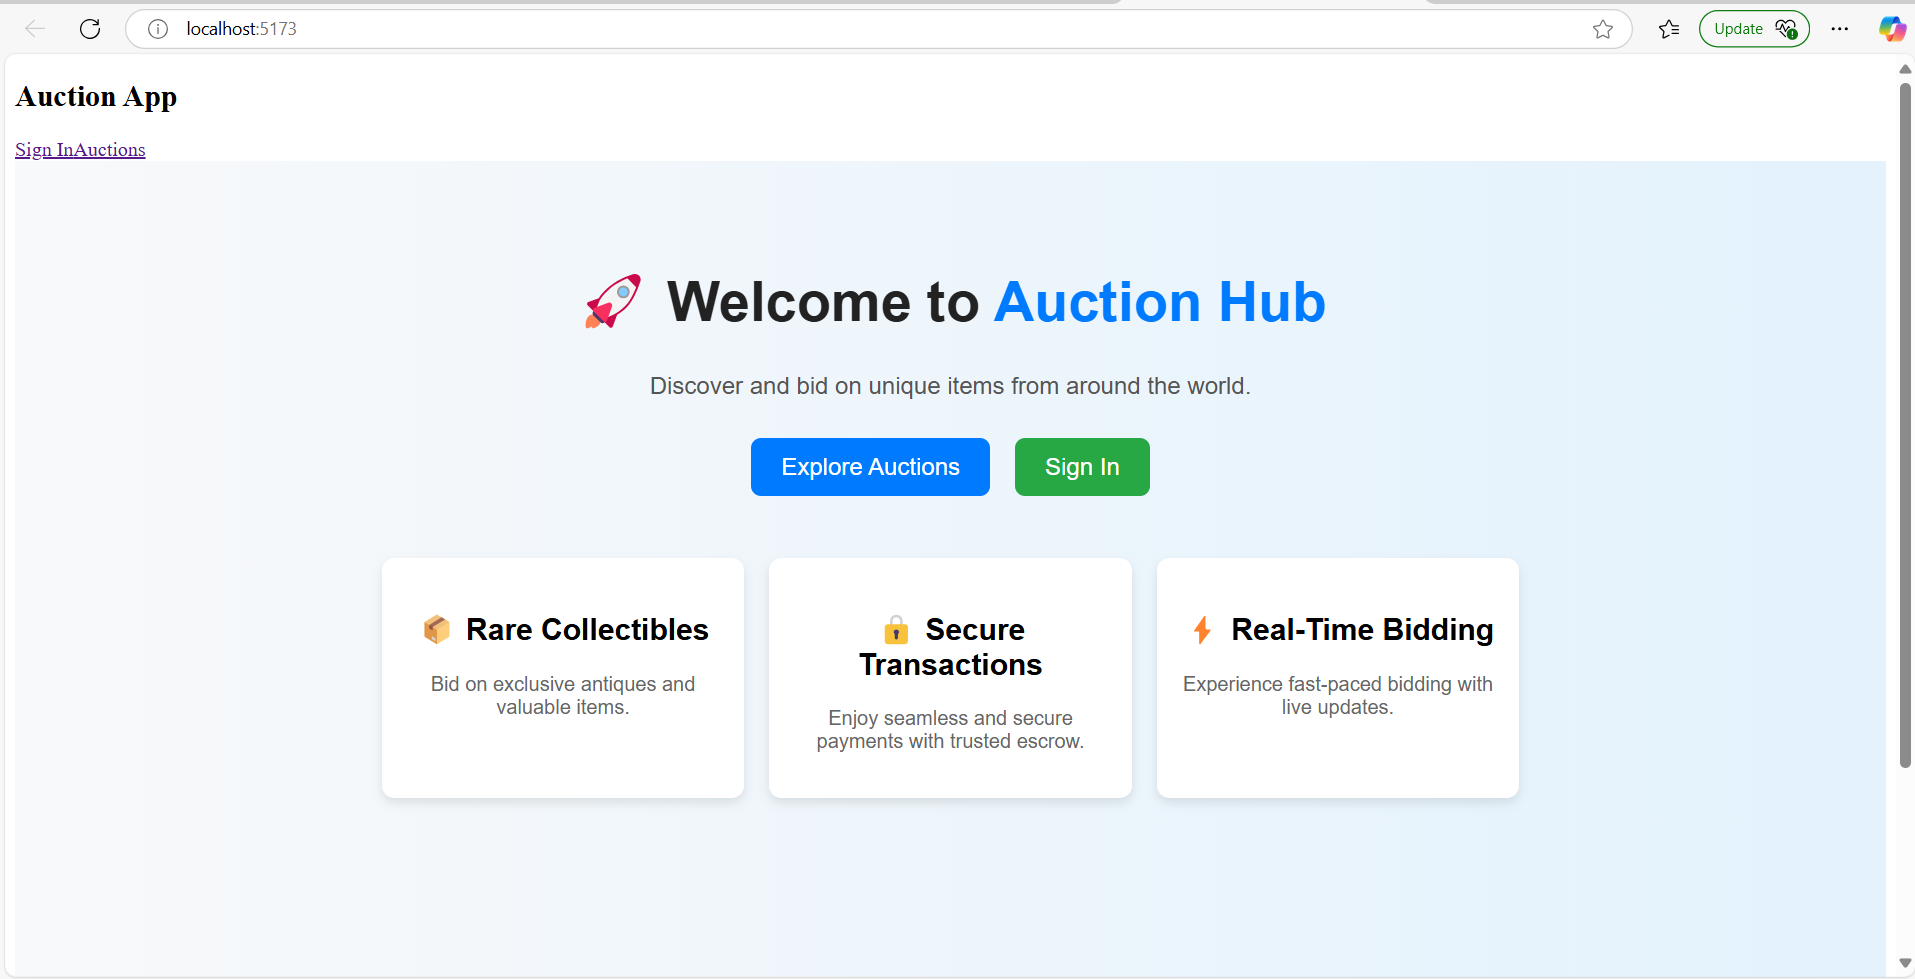 localhost:5173
Update
Auction App
Sign InAuctions
🚀 Welcome to Auction Hub
Discover and bid on unique items from around the world.
Explore Auctions
Sign In
📦 Rare Collectibles
Bid on exclusive antiques and
valuable items.
🔒 Secure
Transactions
Enjoy seamless and secure
payments with trusted escrow.
⚡ Real-Time Bidding
Experience fast-paced bidding with
live updates.